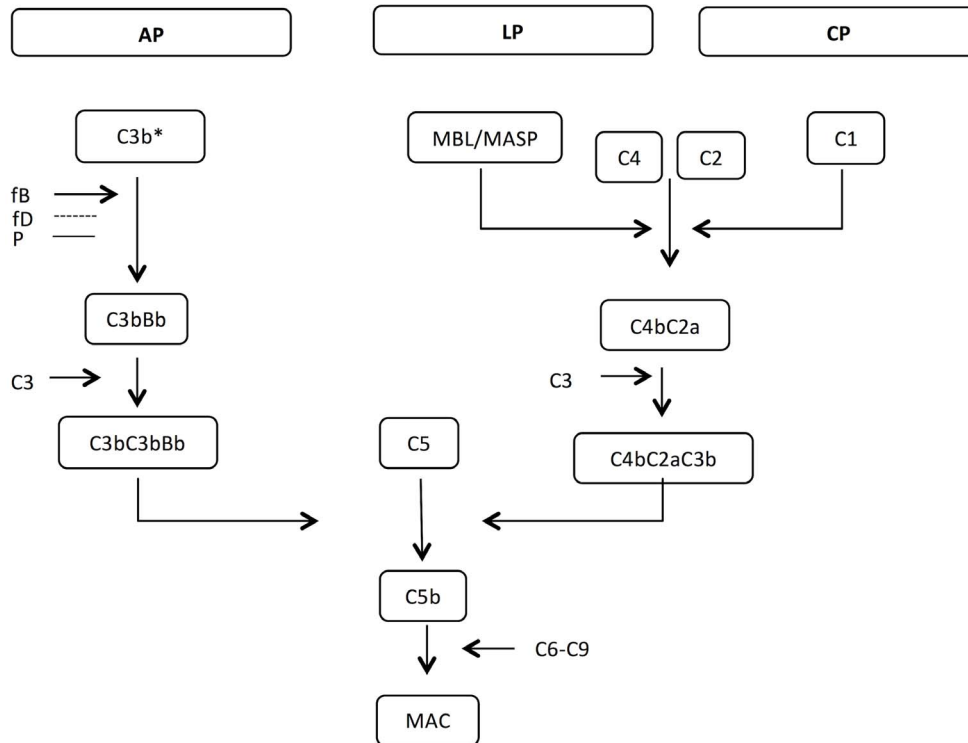 AP
LP
CP
C3b*
MBL/MASP
C4
C2
C1
fB
fD
P
C3bBb
C4bC2a
C3
C3
C3bC3bBb
C5
C4bC2aC3b
C5b
C6-C9
MAC